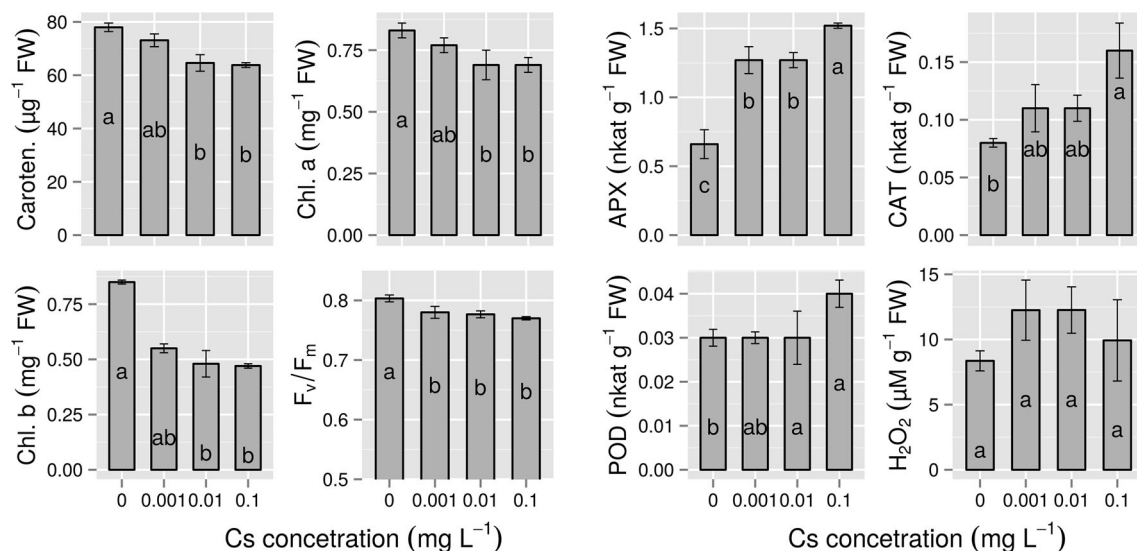 Caroten. (µg⁻¹ FW)
80
60
40
20
0
a
ab
b
b
Chl. a (mg⁻¹ FW)
0.75
0.50
0.25
0.00
a
ab
b
b
APX (nkat g⁻¹ FW)
1.5
1.0
0.5
0.0
c
b
b
a
CAT (nkat g⁻¹ FW)
0.15
0.10
0.05
0.00
b
ab
ab
a
Chl. b (mg⁻¹ FW)
0.75
0.50
0.25
0.00
a
ab
b
b
0
0.001
0.01
0.1
Fv/Fm
0.8
0.7
0.8
0.5
a
b
b
b
0
0.001
0.01
0.1
POD (nkat g⁻¹ FW)
0.04
0.03
0.02
0.01
0.00
b
ab
a
a
0
0.001
0.01
0.1
H₂O₂ (µM g⁻¹ FW)
15
10
5
0
a
a
a
a
0
0.001
0.01
0.1
Cs concetration (mg L⁻¹)
Cs concetration (mg L⁻¹)